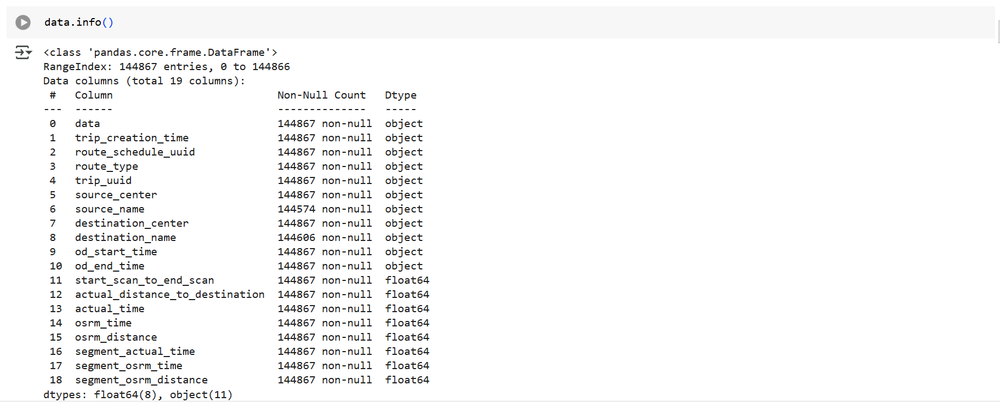 data.info()
<class 'pandas.core.frame.DataFrame'>
RangeIndex: 144867 entries, 0 to 144866
Data columns (total 19 columns):
 #   Column                          Non-Null Count   Dtype
---  ------                          --------------   -----
 0   data                            144867 non-null  object
 1   trip_creation_time              144867 non-null  object
 2   route_schedule_uuid             144867 non-null  object
 3   route_type                      144867 non-null  object
 4   trip_uuid                       144867 non-null  object
 5   source_center                   144867 non-null  object
 6   source_name                     144574 non-null  object
 7   destination_center              144867 non-null  object
 8   destination_name                144606 non-null  object
 9   od_start_time                   144867 non-null  object
 10  od_end_time                     144867 non-null  object
 11  start_scan_to_end_scan          144867 non-null  float64
 12  actual_distance_to_destination  144867 non-null  float64
 13  actual_time                     144867 non-null  float64
 14  osrm_time                       144867 non-null  float64
 15  osrm_distance                   144867 non-null  float64
 16  segment_actual_time             144867 non-null  float64
 17  segment_osrm_time               144867 non-null  float64
 18  segment_osrm_distance           144867 non-null  float64
dtypes: float64(8), object(11)